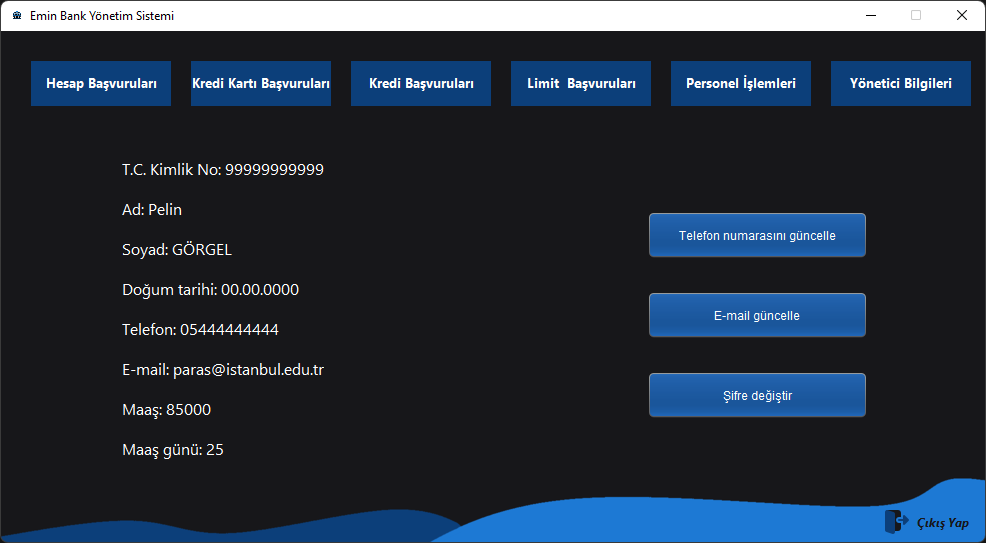 Emin Bank Yönetim Sistemi
Hesap Başvuruları
Kredi Kartı Başvuruları
Kredi Başvuruları
Limit  Başvuruları
Personel İşlemleri
Yönetici Bilgileri
T.C. Kimlik No: 99999999999
Ad: Pelin
Soyad: GÖRGEL
Doğum tarihi: 00.00.0000
Telefon: 05444444444
E-mail: paras@istanbul.edu.tr
Maaş: 85000
Maaş günü: 25
Telefon numarasını güncelle
E-mail güncelle
Şifre değiştir
Çıkış Yap